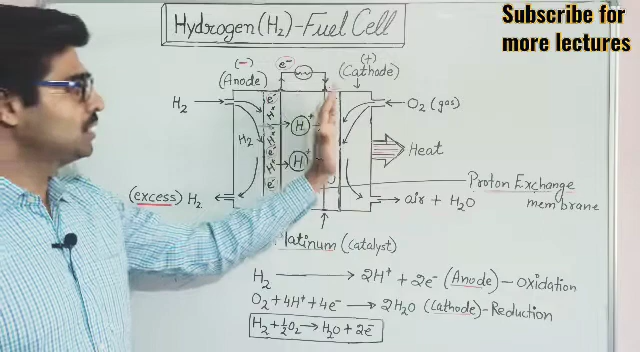 Subscribe for
more lectures
Hydrogen (H2) - Fuel Cell
(-)
(Anode)
e-
(+)
(Cathode)
H2
O2 (gas)
e-
H2
H+
H+
e-
e-
Heat
Proton Exchange
membrane
(excess) H2
air + H2O
Platinum (catalyst)
H2 → 2H+ + 2e- (Anode) - Oxidation
O2 + 4H+ + 4e- → 2H2O (Cathode) - Reduction
H2 + ½O2 → H2O + 2e-